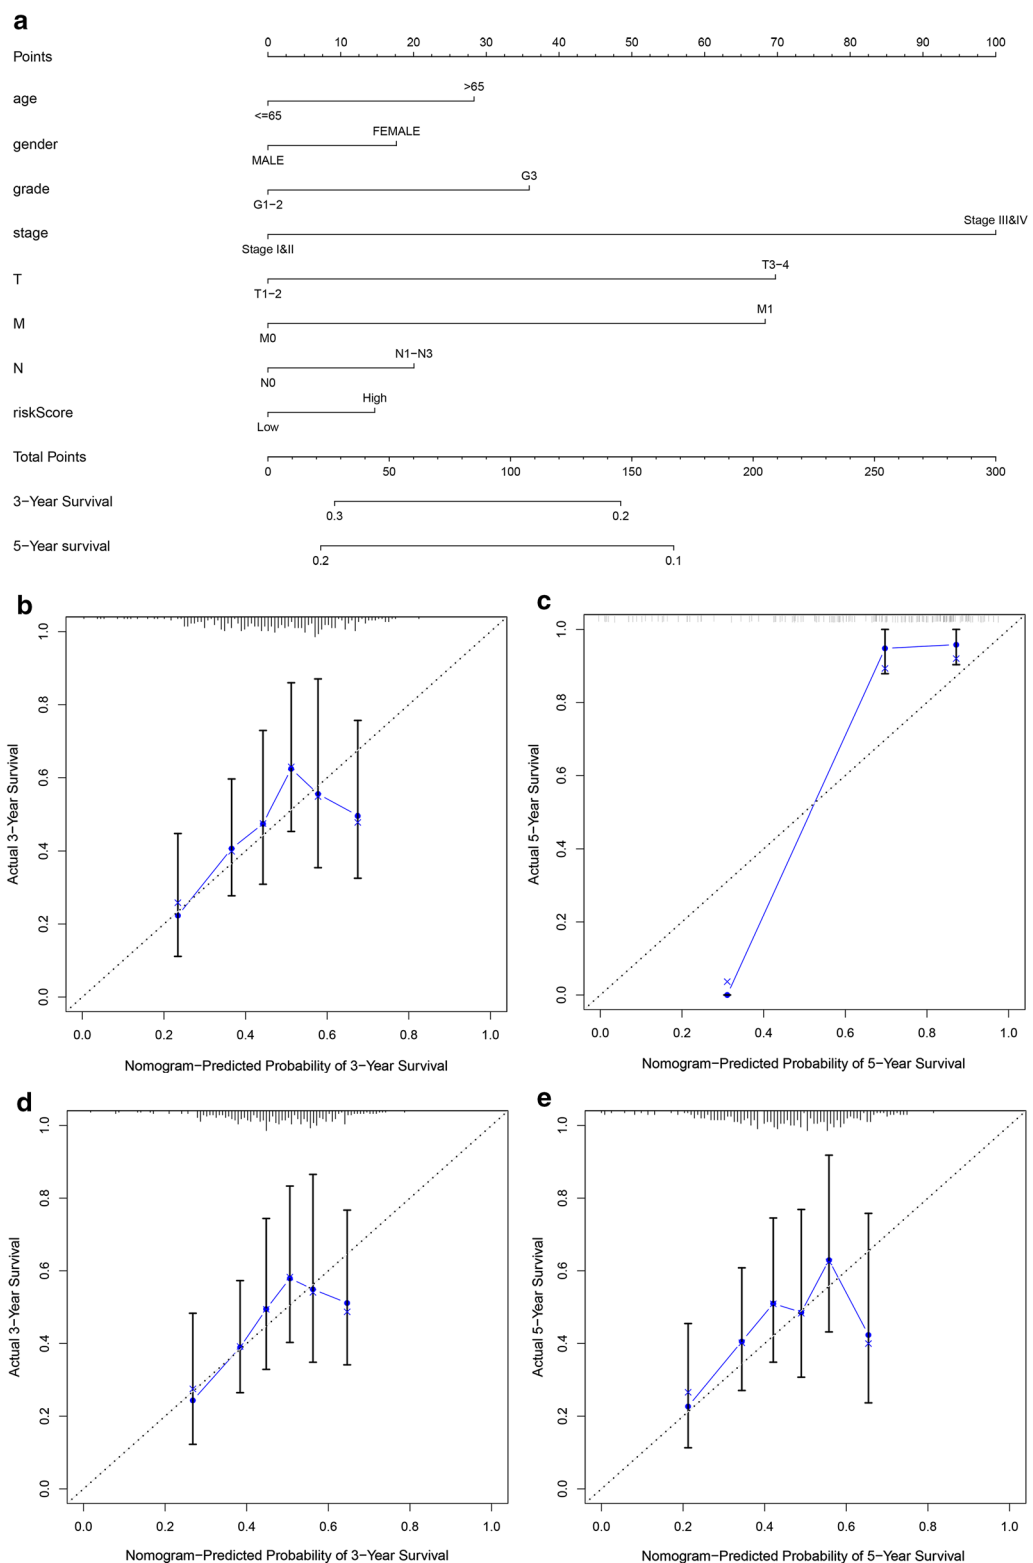 a
Points
0 10 20 30 40 50 60 70 80 90 100
age
>65
<=65
gender
FEMALE
MALE
grade
G3
G1−2
stage
Stage III&IV
Stage I&II
T
T3−4
T1−2
M
M1
M0
N
N1−N3
N0
riskScore
High
Low
Total Points
0 50 100 150 200 250 300
3−Year Survival
0.3 0.2
5−Year survival
0.2 0.1
b
Actual 3−Year Survival
1.0
0.8
0.6
0.4
0.2
0.0
0.0 0.2 0.4 0.6 0.8 1.0
Nomogram−Predicted Probability of 3−Year Survival
c
Actual 5−Year Survival
1.0
0.8
0.6
0.4
0.2
0.0
0.0 0.2 0.4 0.6 0.8 1.0
Nomogram−Predicted Probability of 5−Year Survival
d
Actual 3−Year Survival
1.0
0.8
0.6
0.4
0.2
0.0
0.0 0.2 0.4 0.6 0.8 1.0
Nomogram−Predicted Probability of 3−Year Survival
e
Actual 5−Year Survival
1.0
0.8
0.6
0.4
0.2
0.0
0.0 0.2 0.4 0.6 0.8 1.0
Nomogram−Predicted Probability of 5−Year Survival